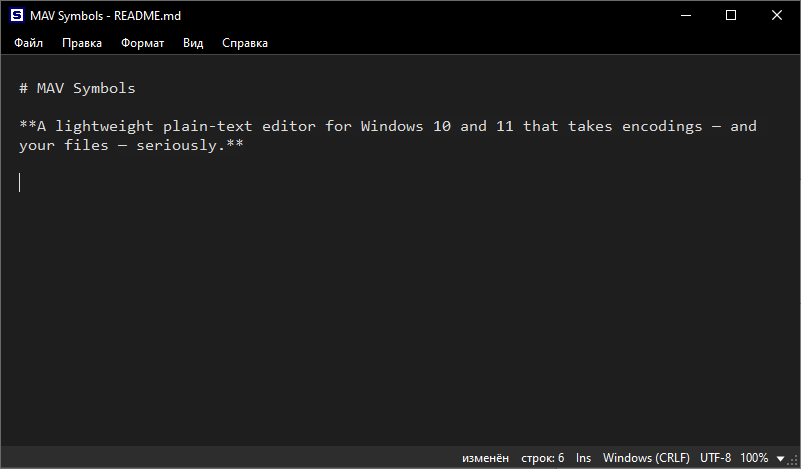 S MAV Symbols - README.md
Файл Правка Формат Вид Справка
# MAV Symbols
**A lightweight plain-text editor for Windows 10 and 11 that takes encodings — and
your files — seriously.**
изменён строк: 6 Ins Windows (CRLF) UTF-8 100%